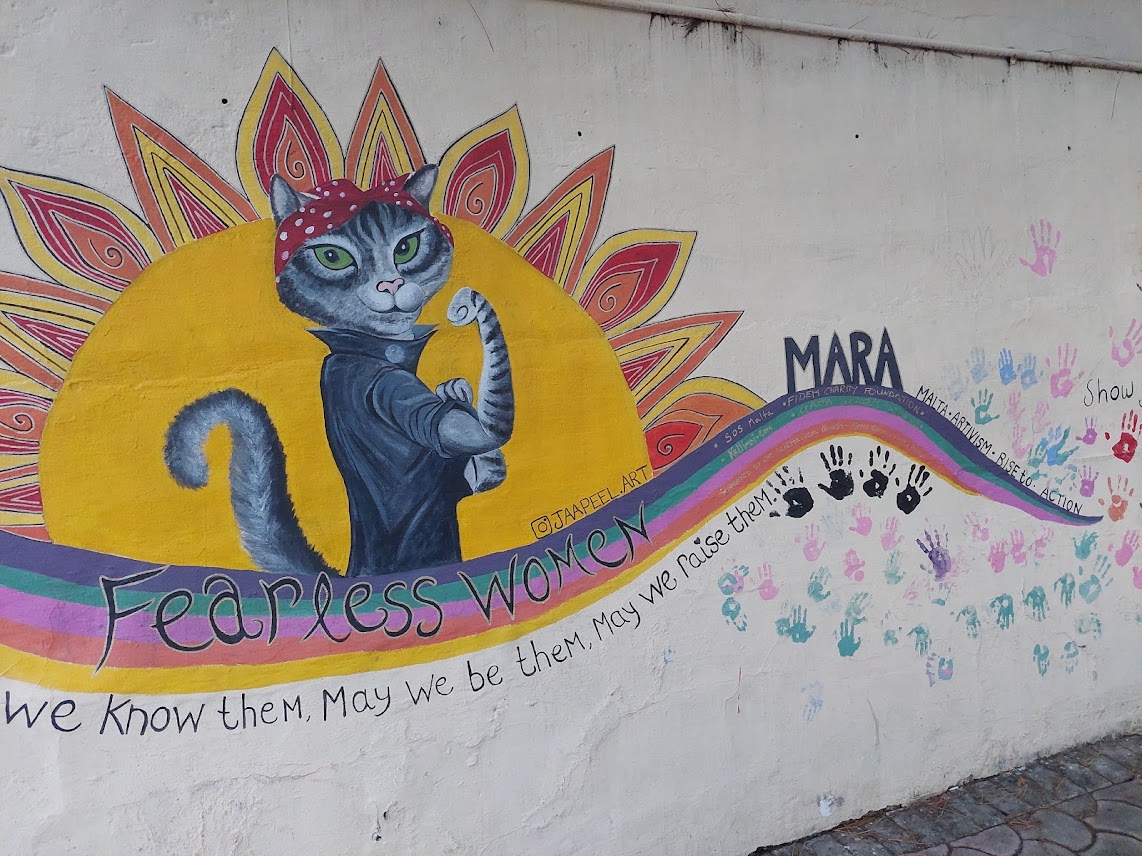 MARA
MALTA • ARTIVISM • RISE to • ACTION
• SOS Malta • FIDEM CHARITY FOUNDATION •
Show
JAAPEEL.ART
Fearless WOMEN
We Know them, May We be them, May We raise them.